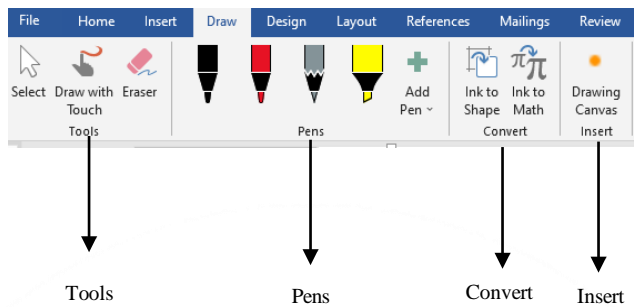 File Home Insert Draw Design Layout References Mailings Review
Select Draw with Eraser Add Ink to Ink to Drawing
Touch Pen Shape Math Canvas
Tools Pens Convert Insert
Tools Pens Convert Insert